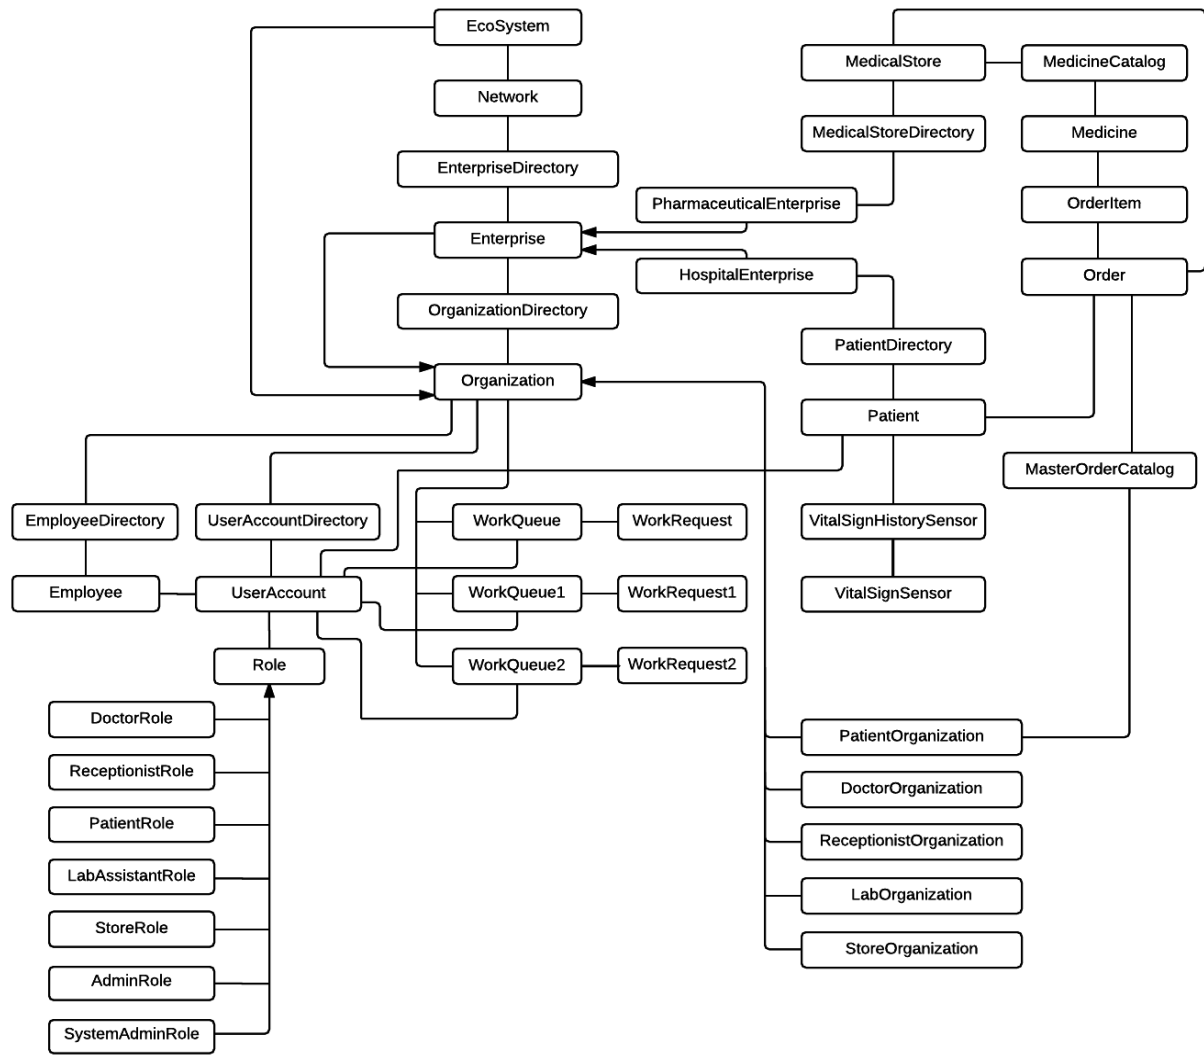 EcoSystem
MedicalStore
MedicineCatalog
Network
MedicalStoreDirectory
Medicine
EnterpriseDirectory
PharmaceuticalEnterprise
OrderItem
Enterprise
HospitalEnterprise
Order
OrganizationDirectory
PatientDirectory
Organization
Patient
MasterOrderCatalog
EmployeeDirectory
UserAccountDirectory
WorkQueue
WorkRequest
VitalSignHistorySensor
Employee
UserAccount
WorkQueue1
WorkRequest1
VitalSignSensor
Role
WorkQueue2
WorkRequest2
DoctorRole
PatientOrganization
ReceptionistRole
DoctorOrganization
PatientRole
ReceptionistOrganization
LabAssistantRole
LabOrganization
StoreRole
StoreOrganization
AdminRole
SystemAdminRole